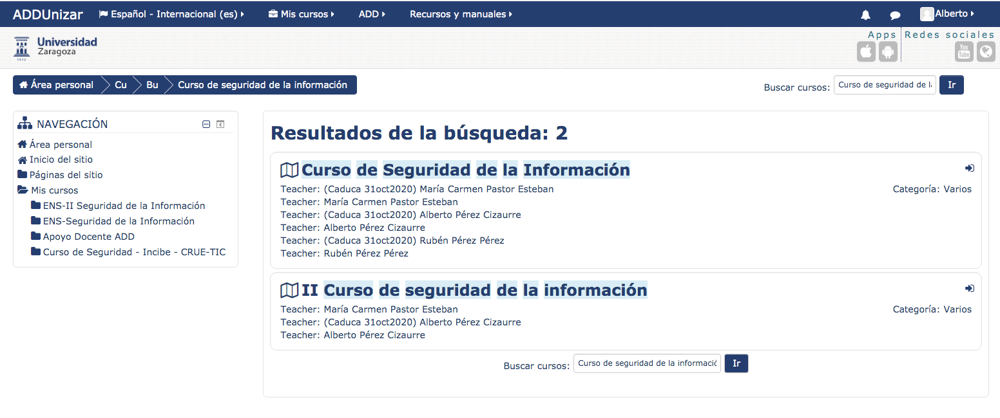 ADDUnizar Español - Internacional (es) Mis cursos ADD Recursos y manuales Alberto
Universidad
Zaragoza
1542
Apps Redes sociales
You
Tube
Área personal Cu Bu Curso de seguridad de la información
Buscar cursos: Curso de seguridad de la Ir
NAVEGACIÓN
Área personal
Inicio del sitio
Páginas del sitio
Mis cursos
ENS-II Seguridad de la Información
ENS-Seguridad de la Información
Apoyo Docente ADD
Curso de Seguridad - Incibe - CRUE-TIC
Resultados de la búsqueda: 2
Curso de Seguridad de la Información
Teacher: (Caduca 31oct2020) María Carmen Pastor Esteban Categoría: Varios
Teacher: María Carmen Pastor Esteban
Teacher: (Caduca 31oct2020) Alberto Pérez Cizaurre
Teacher: Alberto Pérez Cizaurre
Teacher: (Caduca 31oct2020) Rubén Pérez Pérez
Teacher: Rubén Pérez Pérez
II Curso de seguridad de la información
Teacher: María Carmen Pastor Esteban Categoría: Varios
Teacher: (Caduca 31oct2020) Alberto Pérez Cizaurre
Teacher: Alberto Pérez Cizaurre
Buscar cursos: Curso de seguridad de la informació Ir